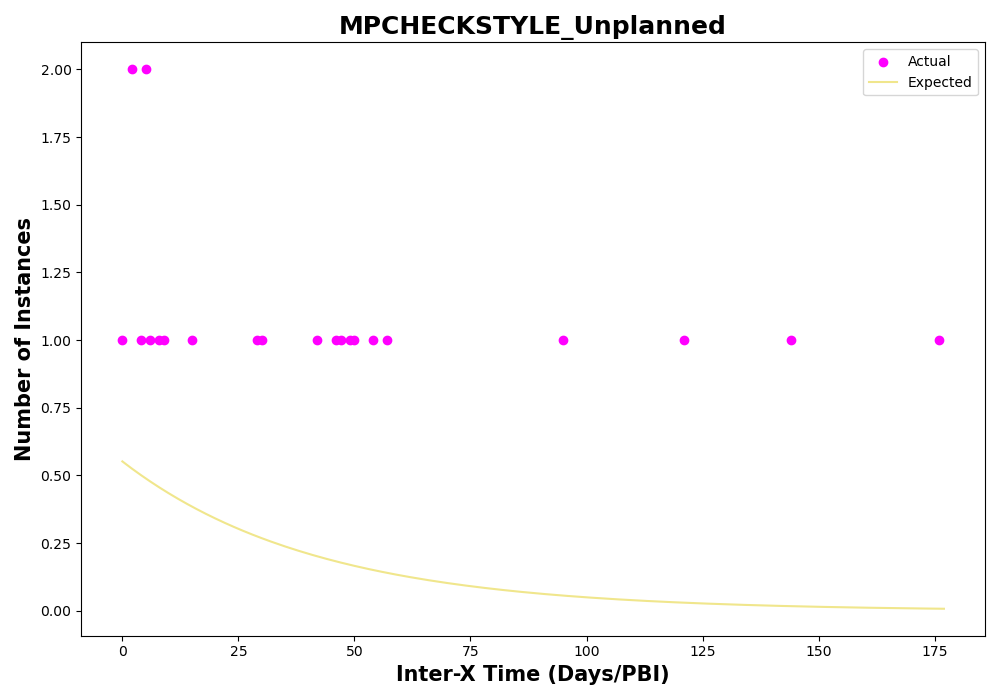 MPCHECKSTYLE_Unplanned
Actual
Expected
Number of Instances
2.00
1.75
1.50
1.25
1.00
0.75
0.50
0.25
0.00
0 25 50 75 100 125 150 175
Inter-X Time (Days/PBI)